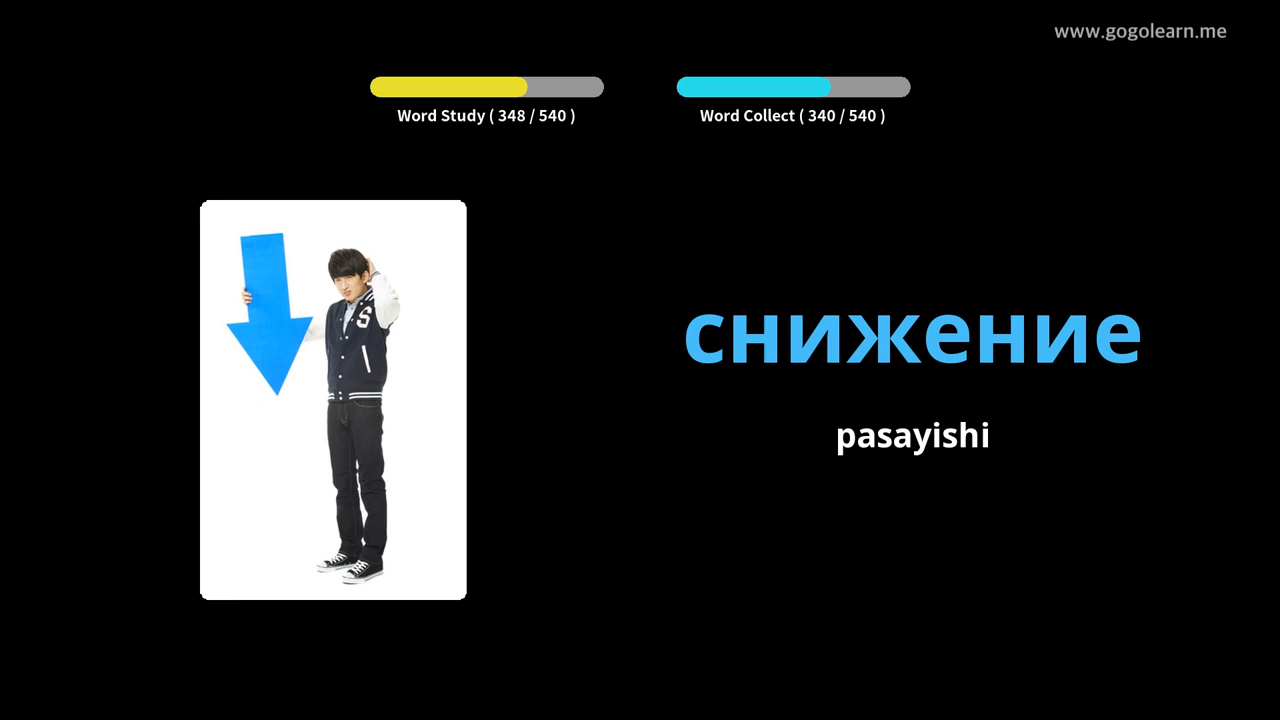 www.gogolearn.me
Word Study ( 348 / 540 )
Word Collect ( 340 / 540 )
S
снижение
pasayishi